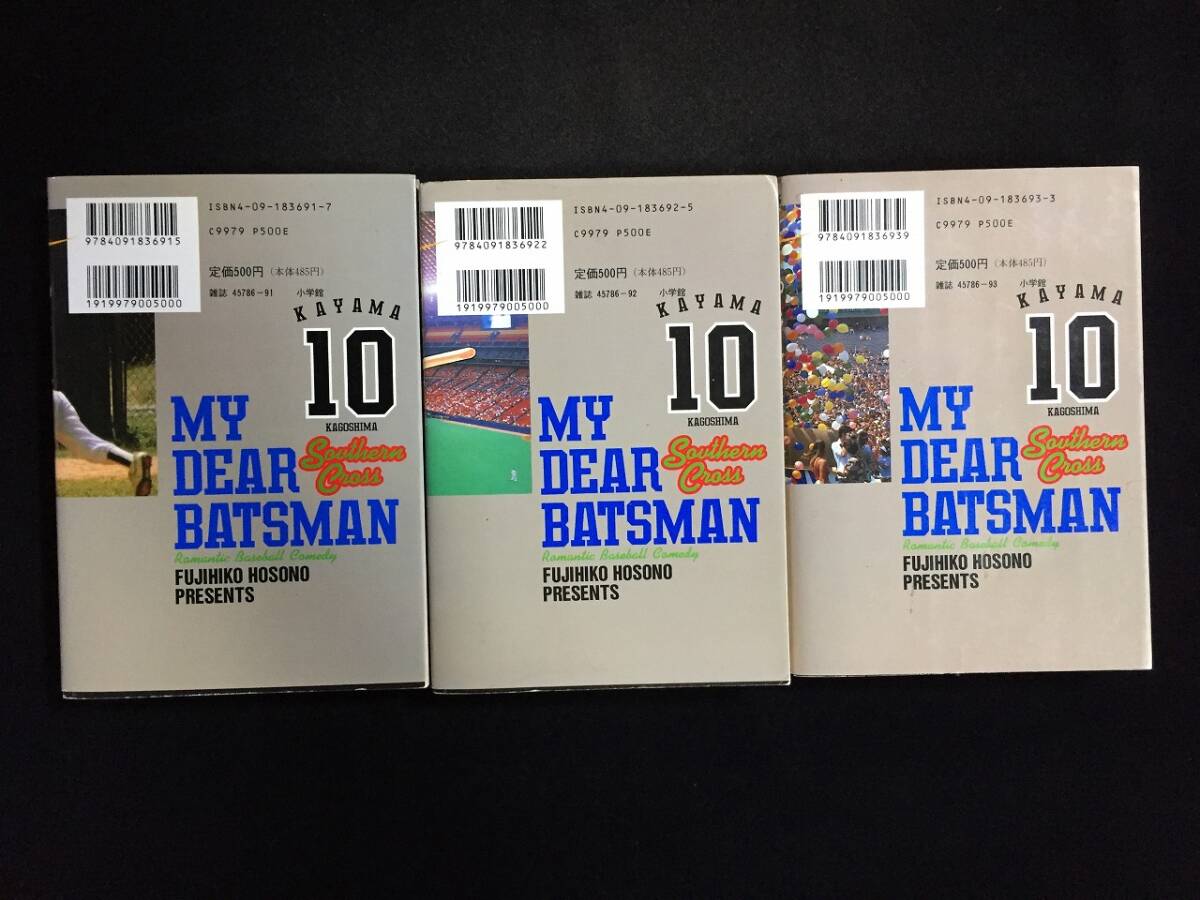 ISBN4-09-183691-7
9784091836915
C9979 P500E
定価500円（本体485円）
1919979005000
雑誌 45786-91 小学館
KAYAMA
10
KAGOSHIMA
MY
DEAR
Southern
Cross
BATSMAN
Romantic Baseball Comedy
FUJIHIKO HOSONO
PRESENTS
ISBN4-09-183692-5
9784091836922
C9979 P500E
定価500円（本体485円）
1919979005000
雑誌 45786-92 小学館
KAYAMA
10
KAGOSHIMA
MY
DEAR
Southern
Cross
BATSMAN
Romantic Baseball Comedy
FUJIHIKO HOSONO
PRESENTS
ISBN4-09-183693-3
9784091836939
C9979 P500E
定価500円（本体485円）
1919979005000
雑誌 45786-93 小学館
KAYAMA
10
KAGOSHIMA
MY
DEAR
Southern
Cross
BATSMAN
Romantic Baseball Comedy
FUJIHIKO HOSONO
PRESENTS